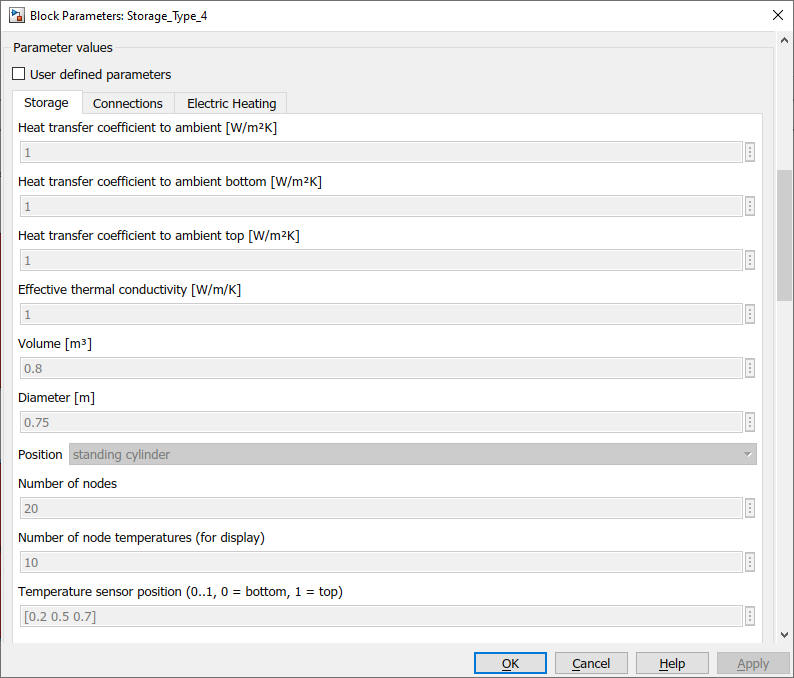 Block Parameters: Storage_Type_4
Parameter values
User defined parameters
Storage Connections Electric Heating
Heat transfer coefficient to ambient [W/m²K]
1
Heat transfer coefficient to ambient bottom [W/m²K]
1
Heat transfer coefficient to ambient top [W/m²K]
1
Effective thermal conductivity [W/m/K]
1
Volume [m³]
0.8
Diameter [m]
0.75
Position standing cylinder
Number of nodes
20
Number of node temperatures (for display)
10
Temperature sensor position (0..1, 0 = bottom, 1 = top)
[0.2 0.5 0.7]
OK Cancel Help Apply